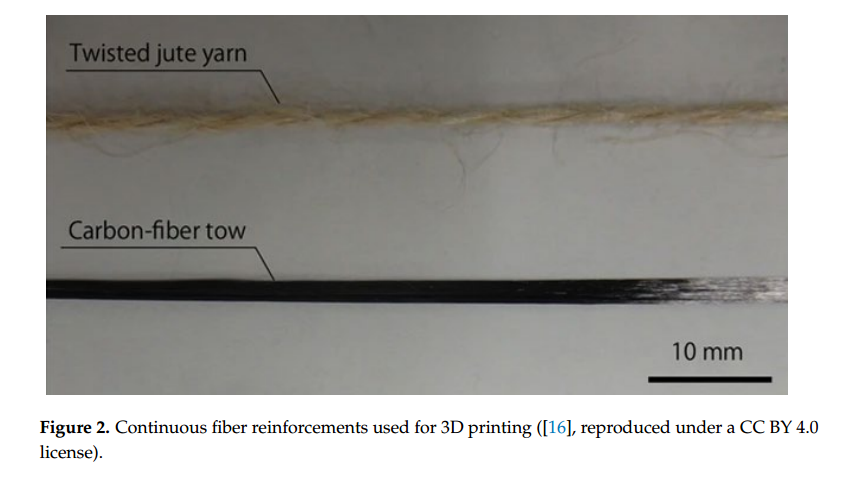 Twisted jute yarn
Carbon-fiber tow
10 mm
Figure 2. Continuous fiber reinforcements used for 3D printing ([16], reproduced under a CC BY 4.0
license).